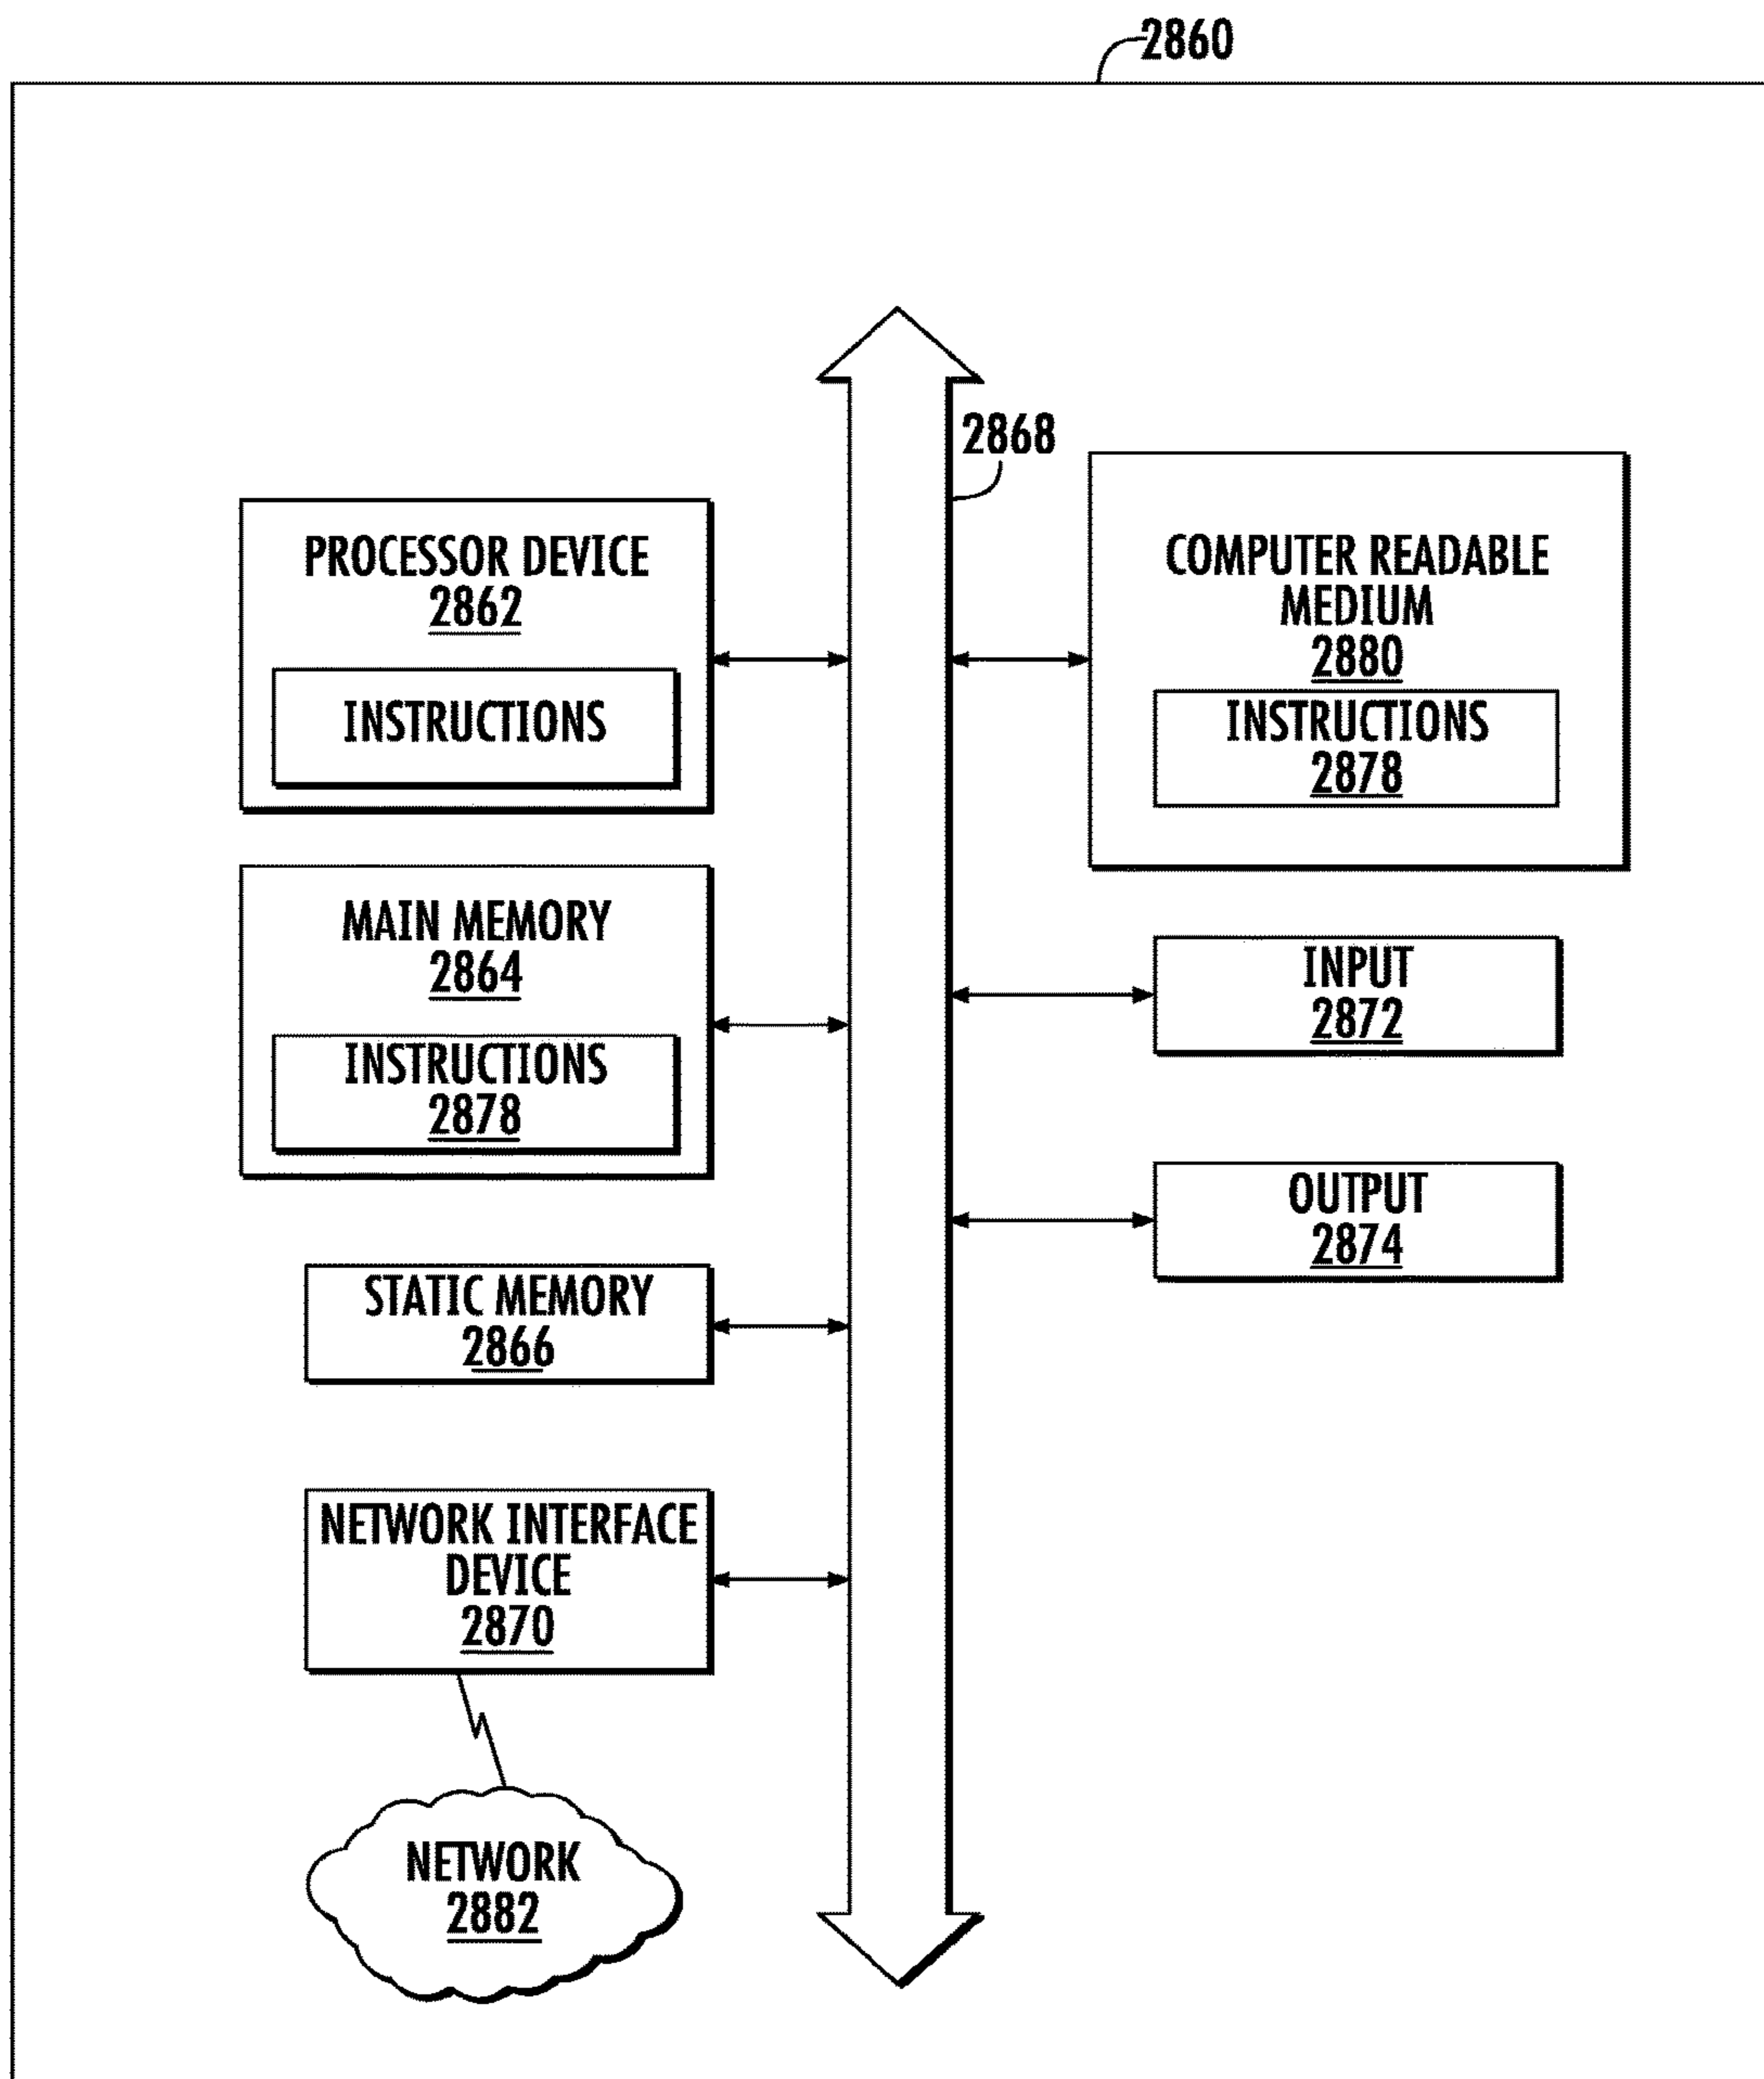 2860
2868
PROCESSOR DEVICE
2862
INSTRUCTIONS
MAIN MEMORY
2864
INSTRUCTIONS
2878
STATIC MEMORY
2866
NETWORK INTERFACE
DEVICE
2870
NETWORK
2882
COMPUTER READABLE
MEDIUM
2880
INSTRUCTIONS
2878
INPUT
2872
OUTPUT
2874